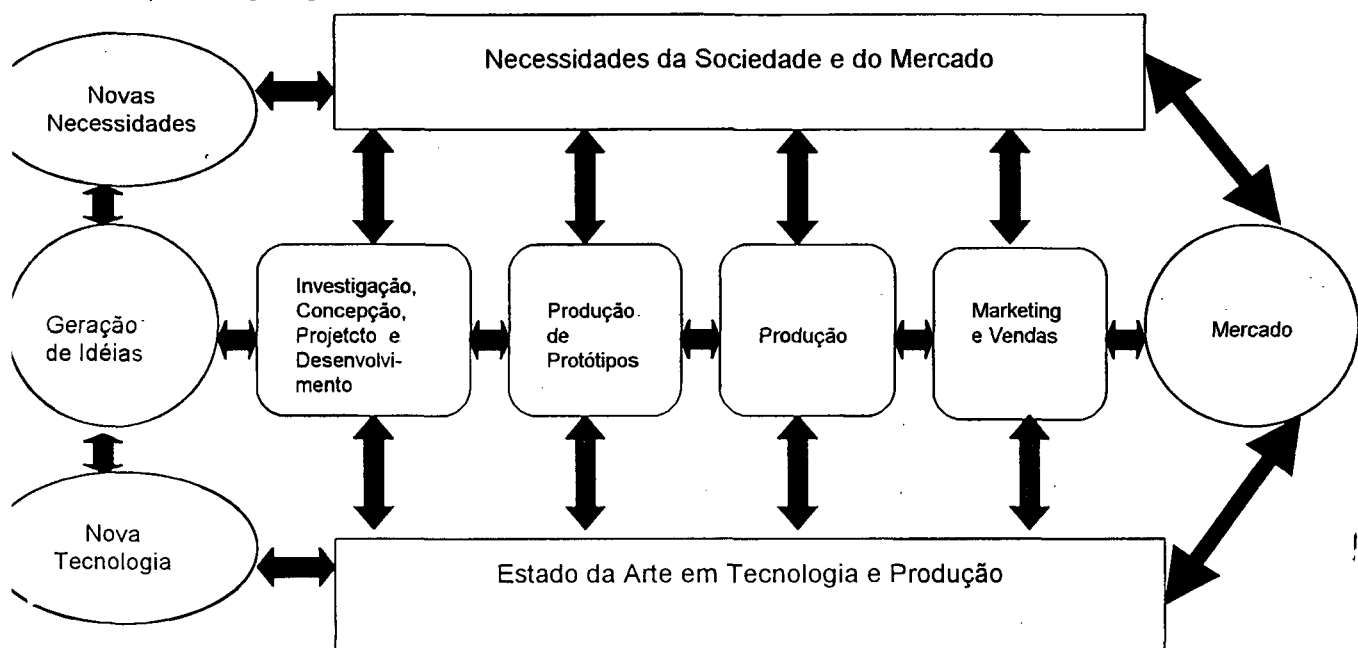 Necessidades da Sociedade e do Mercado
Novas
Necessidades
Geração
de Idéias
Investigação,
Concepção,
Projetcto e
Desenvolvi-
mento
Produção
de
Protótipos
Produção
Marketing
e Vendas
Mercado
Nova
Tecnologia
Estado da Arte em Tecnologia e Produção